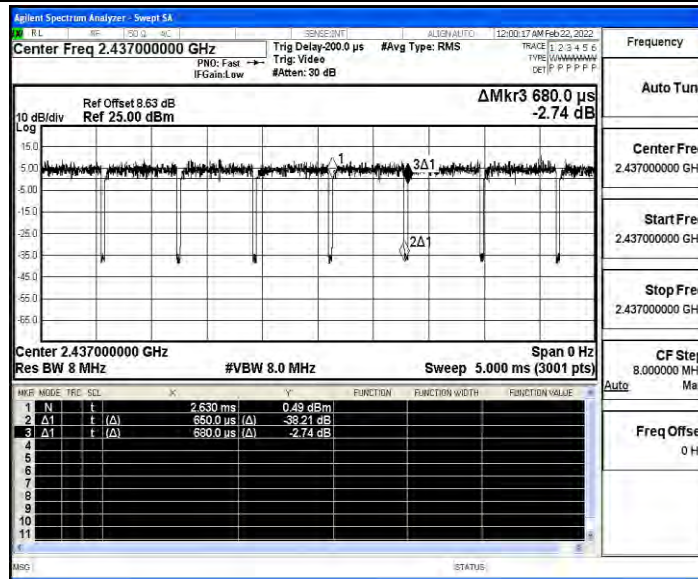 Agilent Spectrum Analyzer - Swept SA
RL RF 50 Ω AC SENSE:INT ALIGN AUTO 12:00:17 AM Feb 22, 2022
Center Freq 2.437000000 GHz
Trig Delay-200.0 µs #Avg Type: RMS
TRACE 1 2 3 4 5 6
PNO: Fast Trig: Video
TYPE WWWWWW
IFGain:Low #Atten: 30 dB
DET P P P P P P
ΔMkr3 680.0 µs
-2.74 dB
Ref Offset 8.63 dB
10 dB/div Ref 25.00 dBm
Log
15.0
5.00
-5.00
-15.0
-25.0
-35.0
-45.0
-55.0
-65.0
1
3Δ1
2Δ1
Center 2.437000000 GHz Span 0 Hz
Res BW 8 MHz #VBW 8.0 MHz Sweep 5.000 ms (3001 pts)
MKR MODE TRC SCL X Y FUNCTION FUNCTION WIDTH FUNCTION VALUE
1 N t 2.630 ms 0.49 dBm
2 Δ1 t (Δ) 650.0 µs (Δ) -38.21 dB
3 Δ1 t (Δ) 680.0 µs (Δ) -2.74 dB
4
5
6
7
8
9
10
11
MSG STATUS
Frequency
Auto Tun
Center Fre
2.437000000 GH
Start Fre
2.437000000 GH
Stop Fre
2.437000000 GH
CF Step
8.000000 MH
Auto Ma
Freq Offse
0 H